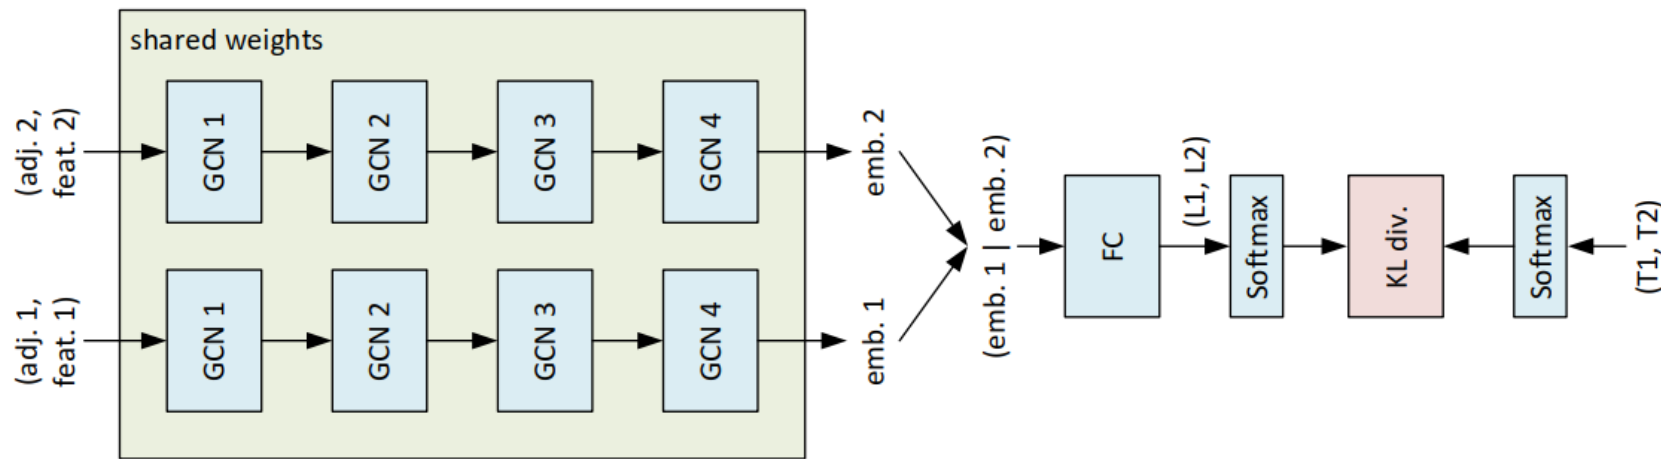 shared weights
(adj. 2,
feat. 2)
GCN 1
GCN 2
GCN 3
GCN 4
emb. 2
(adj. 1,
feat. 1)
GCN 1
GCN 2
GCN 3
GCN 4
emb. 1
(emb. 1 | emb. 2)
FC
(L1, L2)
Softmax
KL div.
Softmax
(T1, T2)